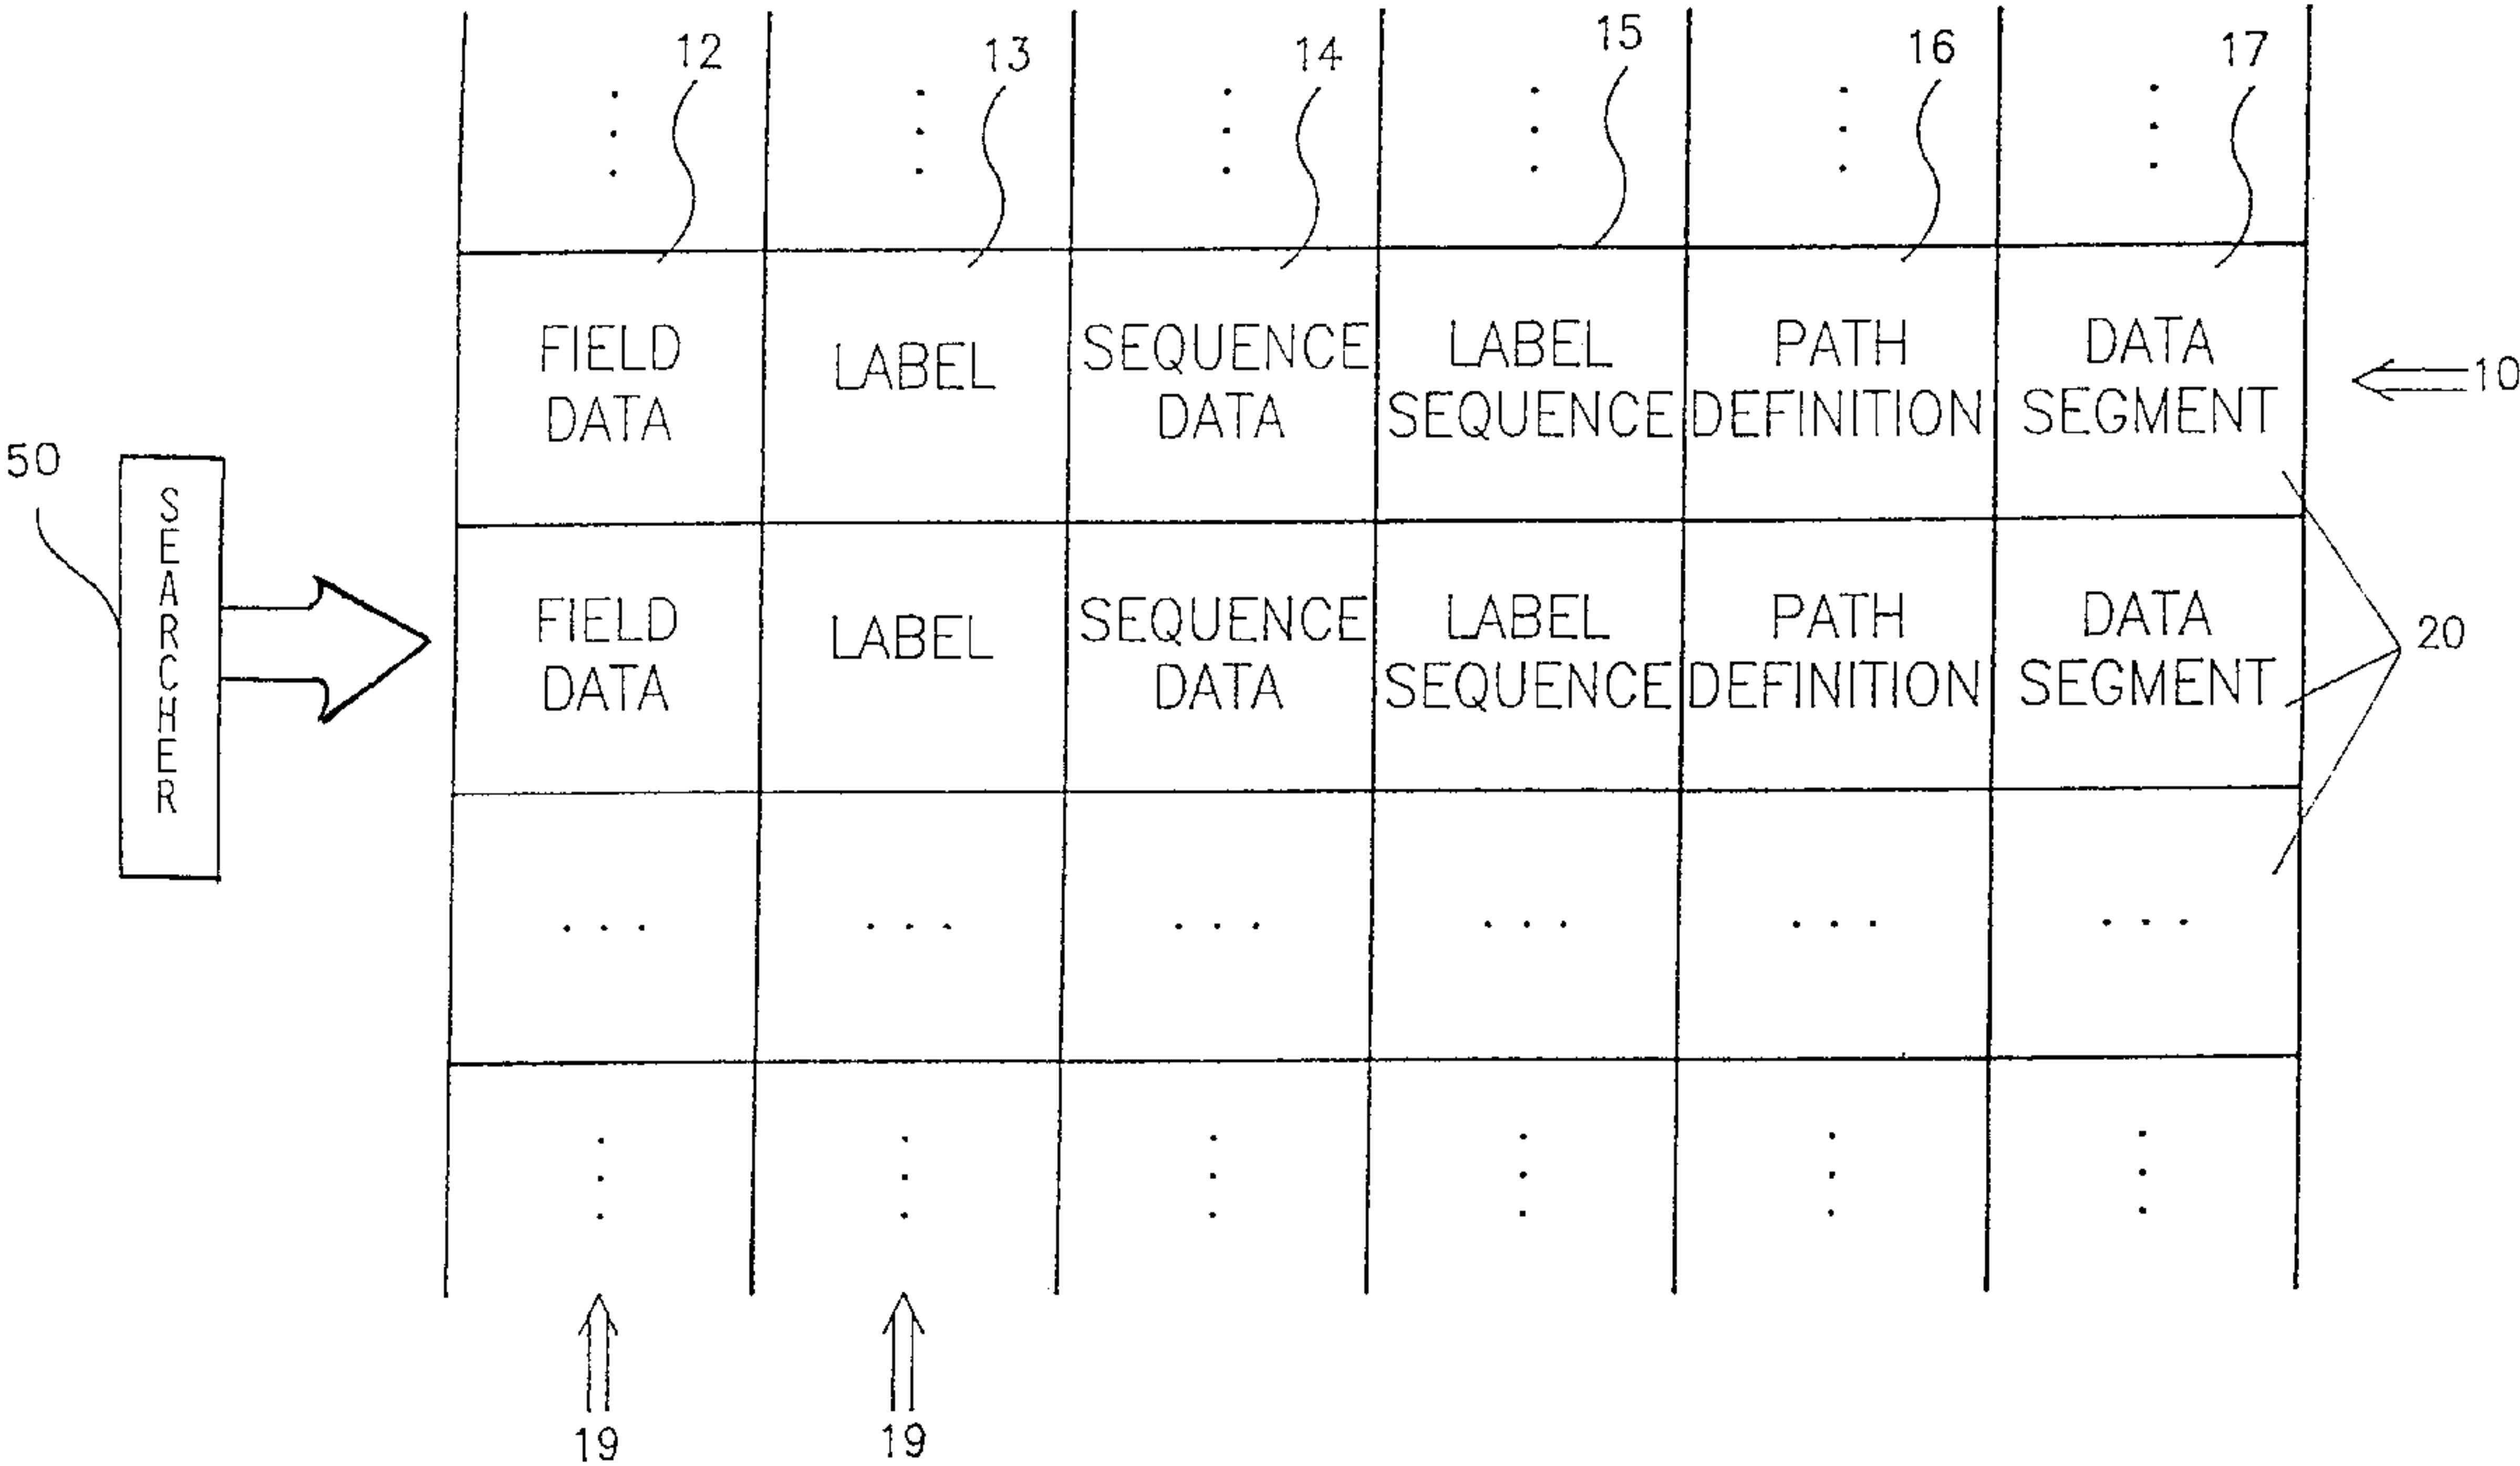 12 13 14 15 16 17
FIELD DATA
LABEL
SEQUENCE DATA
LABEL SEQUENCE
PATH DEFINITION
DATA SEGMENT
10
50
SEARCHER
FIELD DATA
LABEL
SEQUENCE DATA
LABEL SEQUENCE
PATH DEFINITION
DATA SEGMENT
20
... ... ... ... ... ...
19 19